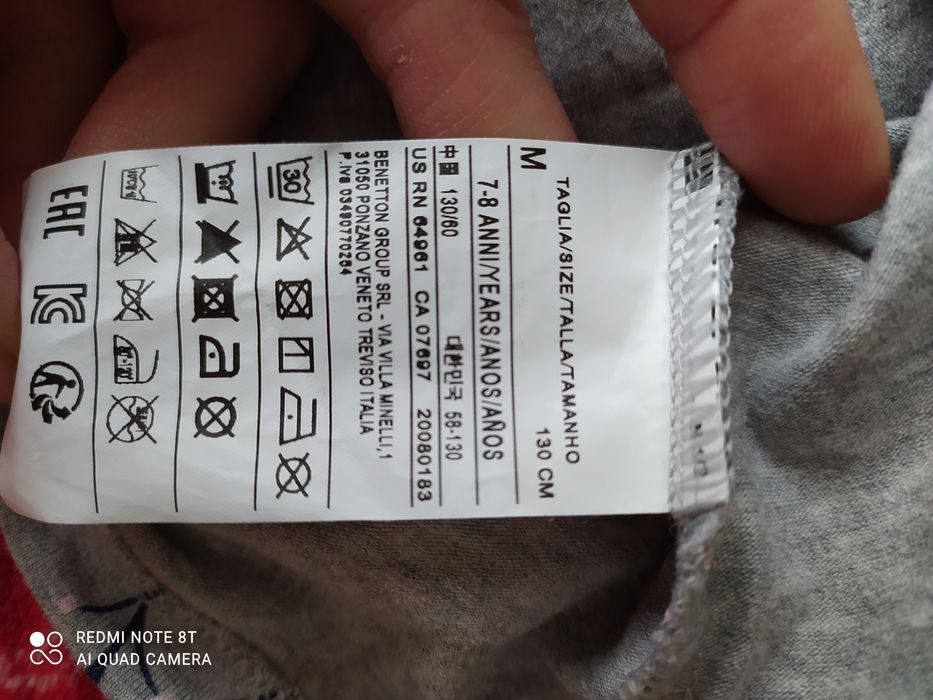 TAGLIA/SIZE/TALLA/TAMANHO
130 CM
M
7-8 ANNI/YEARS/ANOS/AÑOS
中國 130/60 대한민국 58-130
US RN 64961 CA 07697 20080183
BENETTON GROUP SRL - VIA VILLA MINELLI,1
31050 PONZANO VENETO TREVISO ITALIA
P.Iva 03490770264
30
EAC
REDMI NOTE 8T
AI QUAD CAMERA